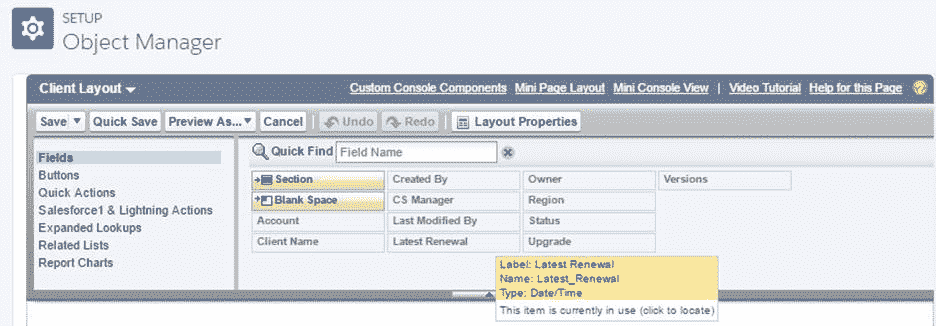 SETUP
Object Manager
Client Layout
Custom Console Components Mini Page Layout Mini Console View | Video Tutorial Help for this Page
Save Quick Save Preview As... Cancel Undo Redo Layout Properties
Fields
Buttons
Quick Actions
Salesforce1 & Lightning Actions
Expanded Lookups
Related Lists
Report Charts
Quick Find Field Name
Section Created By Owner Versions
Blank Space CS Manager Region
Account Last Modified By Status
Client Name Latest Renewal Upgrade
Label: Latest Renewal
Name: Latest_Renewal
Type: Date/Time
This item is currently in use (click to locate)